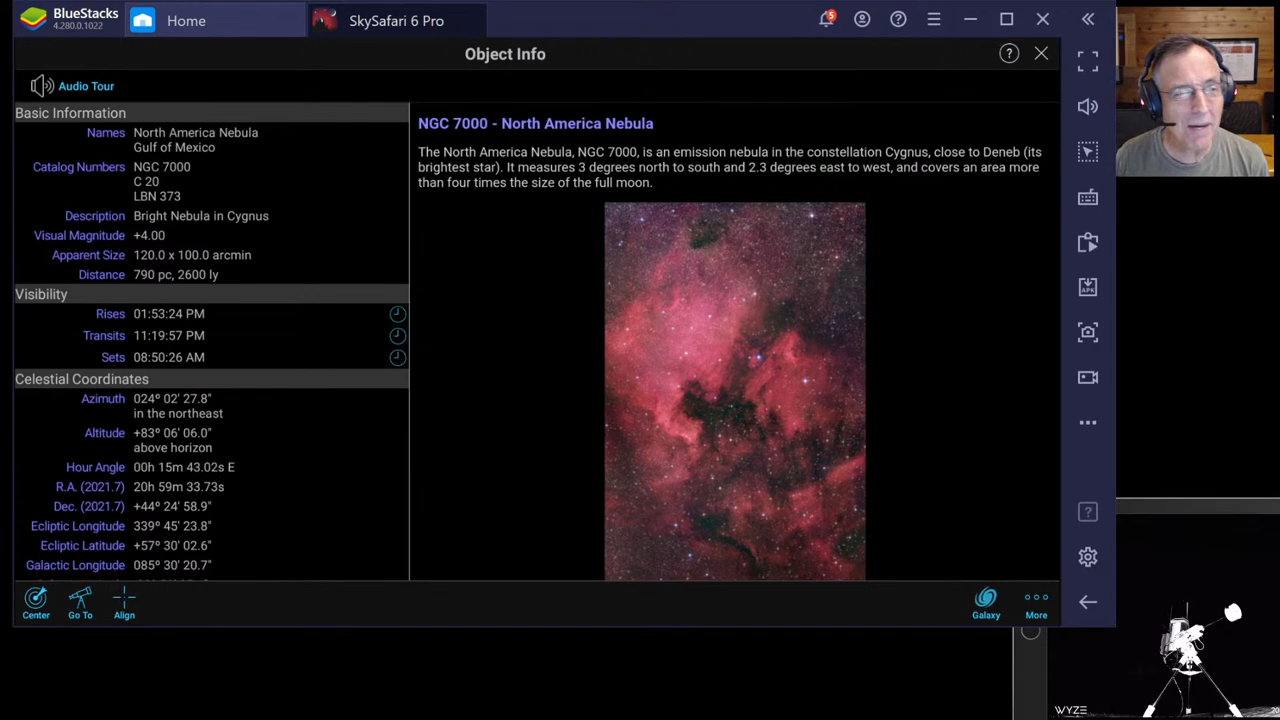 BlueStacks
4.280.0.1022
Home
SkySafari 6 Pro
5
Object Info
Audio Tour
Basic Information
Names North America Nebula
Gulf of Mexico
Catalog Numbers NGC 7000
C 20
LBN 373
Description Bright Nebula in Cygnus
Visual Magnitude +4.00
Apparent Size 120.0 x 100.0 arcmin
Distance 790 pc, 2600 ly
Visibility
Rises 01:53:24 PM
Transits 11:19:57 PM
Sets 08:50:26 AM
Celestial Coordinates
Azimuth 024º 02' 27.8"
in the northeast
Altitude +83º 06' 06.0"
above horizon
Hour Angle 00h 15m 43.02s E
R.A. (2021.7) 20h 59m 33.73s
Dec. (2021.7) +44º 24' 58.9"
Ecliptic Longitude 339º 45' 23.8"
Ecliptic Latitude +57º 30' 02.6"
Galactic Longitude 085º 30' 20.7"
NGC 7000 - North America Nebula
The North America Nebula, NGC 7000, is an emission nebula in the constellation Cygnus, close to Deneb (its
brightest star). It measures 3 degrees north to south and 2.3 degrees east to west, and covers an area more
than four times the size of the full moon.
APK
Center
Go To
Align
Galaxy
More
WYZE
20